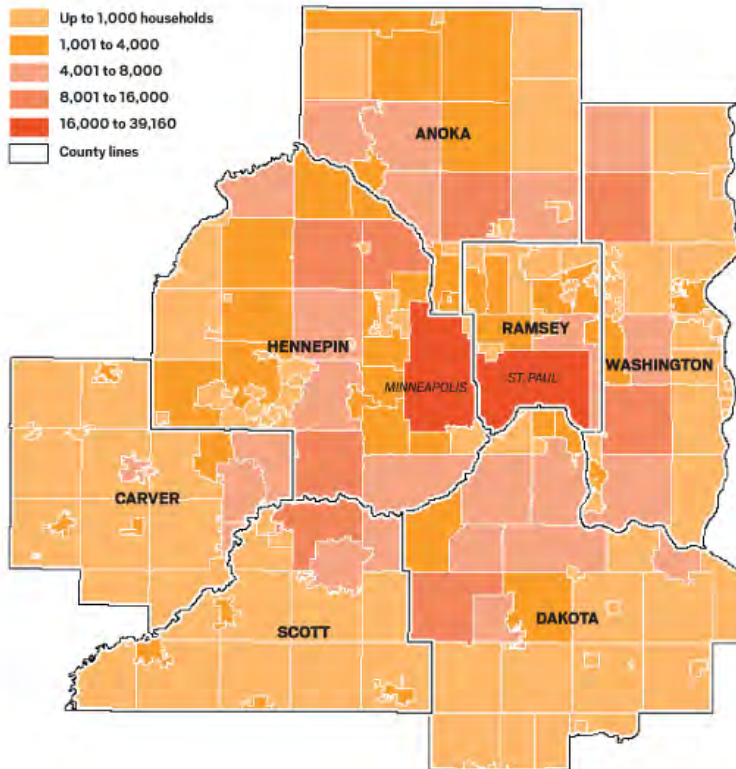 Up to 1,000 households
1,001 to 4,000
4,001 to 8,000
8,001 to 16,000
16,000 to 39,160
County lines
ANOKA
HENNEPIN
RAMSEY
WASHINGTON
MINNEAPOLIS
ST. PAUL
CARVER
SCOTT
DAKOTA